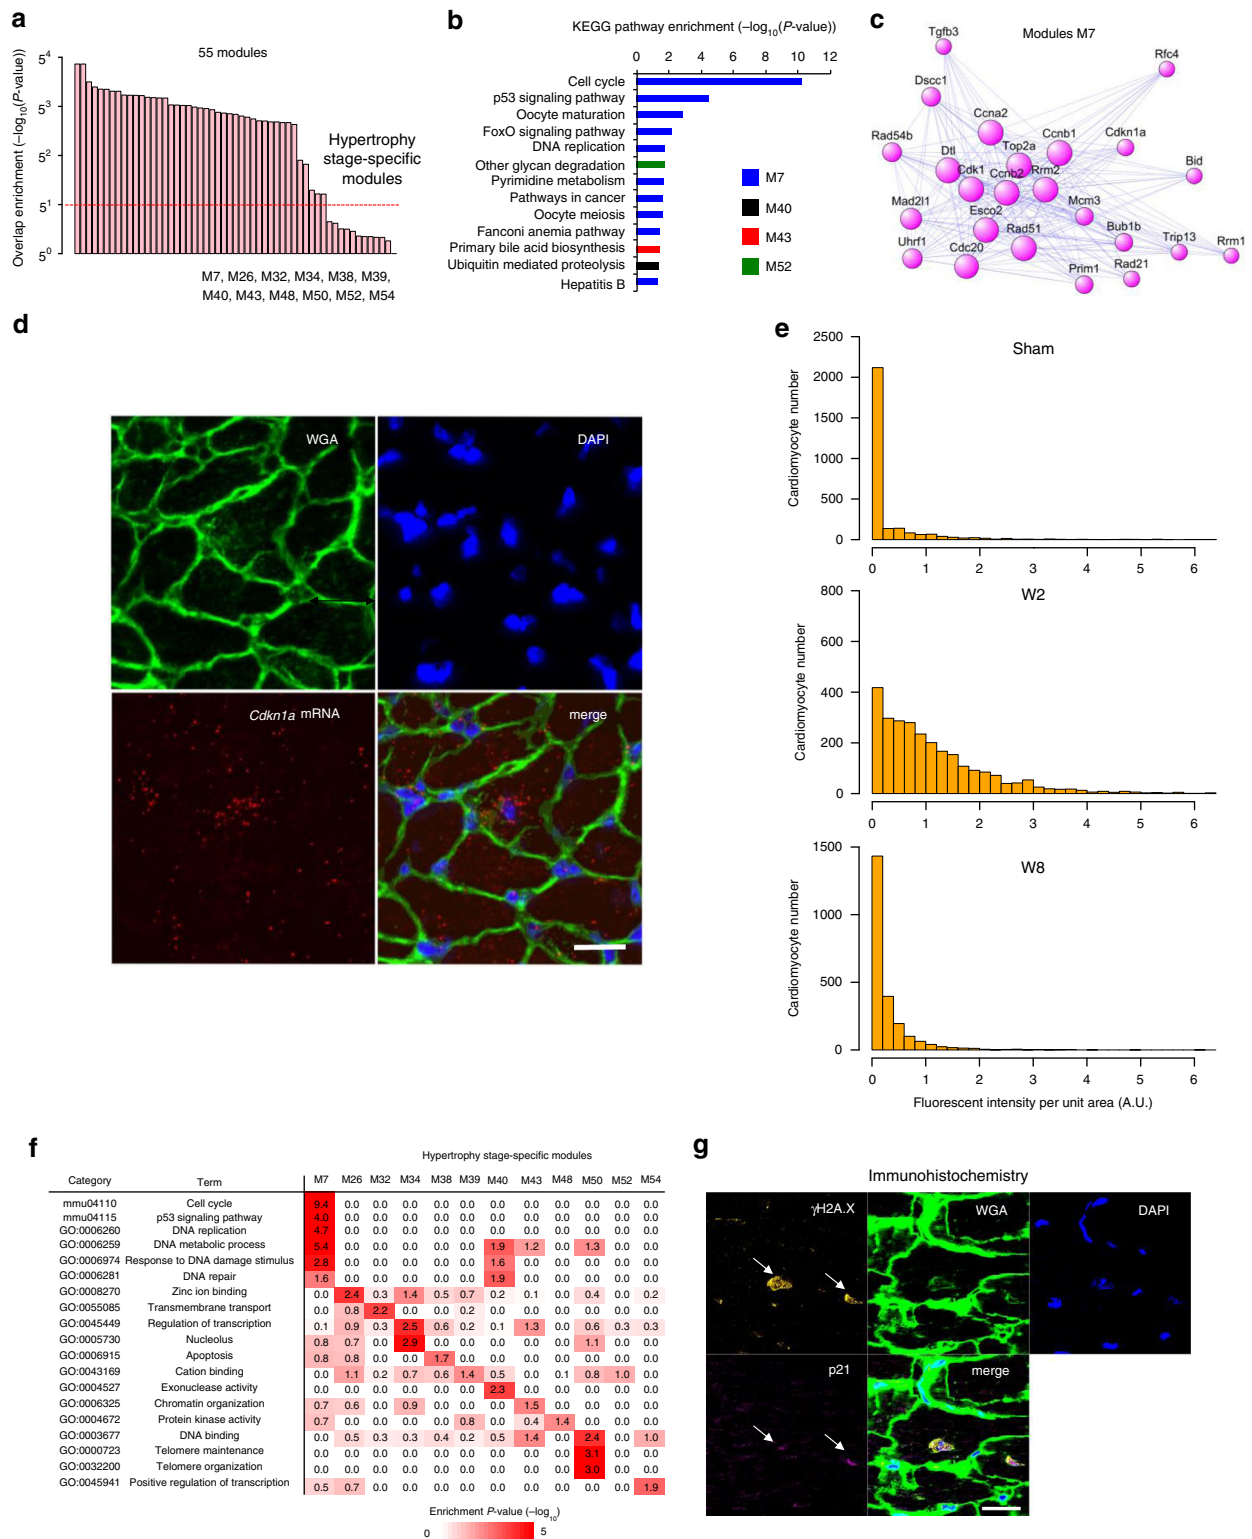 a
55 modules
Overlap enrichment (–log10(P-value))
5^4
5^3
5^2
5^1
5^0
Hypertrophy
stage-specific
modules
M7, M26, M32, M34, M38, M39,
M40, M43, M48, M50, M52, M54
b
KEGG pathway enrichment (–log10(P-value))
0 2 4 6 8 10 12
Cell cycle
p53 signaling pathway
Oocyte maturation
FoxO signaling pathway
DNA replication
Other glycan degradation
Pyrimidine metabolism
Pathways in cancer
Oocyte meiosis
Fanconi anemia pathway
Primary bile acid biosynthesis
Ubiquitin mediated proteolysis
Hepatitis B
M7
M40
M43
M52
c
Modules M7
Tgfb3
Rfc4
Dscc1
Ccna2
Rad54b
Dtl
Top2a
Ccnb1
Cdkn1a
Bid
Cdk1
Ccnb2
Rrm2
Mad2l1
Esco2
Rad51
Mcm3
Bub1b
Trip13
Rrm1
Uhrf1
Cdc20
Prim1
Rad21
d
WGA
DAPI
Cdkn1a mRNA
merge
e
Sham
Cardiomyocyte number
2500
2000
1500
1000
500
0
0 1 2 3 4 5 6
W2
Cardiomyocyte number
800
600
400
200
0
0 1 2 3 4 5 6
W8
Cardiomyocyte number
1500
1000
500
0
0 1 2 3 4 5 6
Fluorescent intensity per unit area (A.U.)
f
Hypertrophy stage-specific modules
Category Term M7 M26 M32 M34 M38 M39 M40 M43 M48 M50 M52 M54
mmu04110 Cell cycle 9.4 0.0 0.0 0.0 0.0 0.0 0.0 0.0 0.0 0.0 0.0 0.0
mmu04115 p53 signaling pathway 4.0 0.0 0.0 0.0 0.0 0.0 0.0 0.0 0.0 0.0 0.0 0.0
GO:0006260 DNA replication 4.7 0.0 0.0 0.0 0.0 0.0 0.0 0.0 0.0 0.0 0.0 0.0
GO:0006259 DNA metabolic process 5.4 0.0 0.0 0.0 0.0 0.0 1.9 1.2 0.0 1.3 0.0 0.0
GO:0006974 Response to DNA damage stimulus 2.8 0.0 0.0 0.0 0.0 0.0 1.6 0.0 0.0 0.0 0.0 0.0
GO:0006281 DNA repair 1.6 0.0 0.0 0.0 0.0 0.0 1.9 0.0 0.0 0.0 0.0 0.0
GO:0008270 Zinc ion binding 0.0 2.4 0.3 1.4 0.5 0.7 0.2 0.1 0.0 0.4 0.0 0.2
GO:0055085 Transmembrane transport 0.0 0.8 2.2 0.0 0.0 0.2 0.0 0.0 0.0 0.0 0.0 0.0
GO:0045449 Regulation of transcription 0.1 0.9 0.3 2.5 0.6 0.2 0.1 1.3 0.0 0.6 0.3 0.3
GO:0005730 Nucleolus 0.8 0.7 0.0 2.9 0.0 0.0 0.0 0.0 0.0 1.1 0.0 0.0
GO:0006915 Apoptosis 0.8 0.8 0.0 0.0 1.7 0.0 0.0 0.0 0.0 0.0 0.0 0.0
GO:0043169 Cation binding 0.0 1.1 0.2 0.7 0.6 1.4 0.5 0.0 0.1 0.8 1.0 0.0
GO:0004527 Exonuclease activity 0.0 0.0 0.0 0.0 0.0 0.0 2.3 0.0 0.0 0.0 0.0 0.0
GO:0006325 Chromatin organization 0.7 0.6 0.0 0.9 0.0 0.0 0.0 1.5 0.0 0.0 0.0 0.0
GO:0004672 Protein kinase activity 0.7 0.0 0.0 0.0 0.0 0.8 0.0 0.4 1.4 0.0 0.0 0.0
GO:0003677 DNA binding 0.0 0.5 0.3 0.3 0.4 0.2 0.5 1.4 0.0 2.4 0.0 1.0
GO:0000723 Telomere maintenance 0.0 0.0 0.0 0.0 0.0 0.0 0.0 0.0 0.0 3.1 0.0 0.0
GO:0032200 Telomere organization 0.0 0.0 0.0 0.0 0.0 0.0 0.0 0.0 0.0 3.0 0.0 0.0
GO:0045941 Positive regulation of transcription 0.5 0.7 0.0 0.0 0.0 0.0 0.0 0.0 0.0 0.0 0.0 1.9
Enrichment P-value (–log10)
0 5
g
Immunohistochemistry
γH2A.X
WGA
DAPI
p21
merge